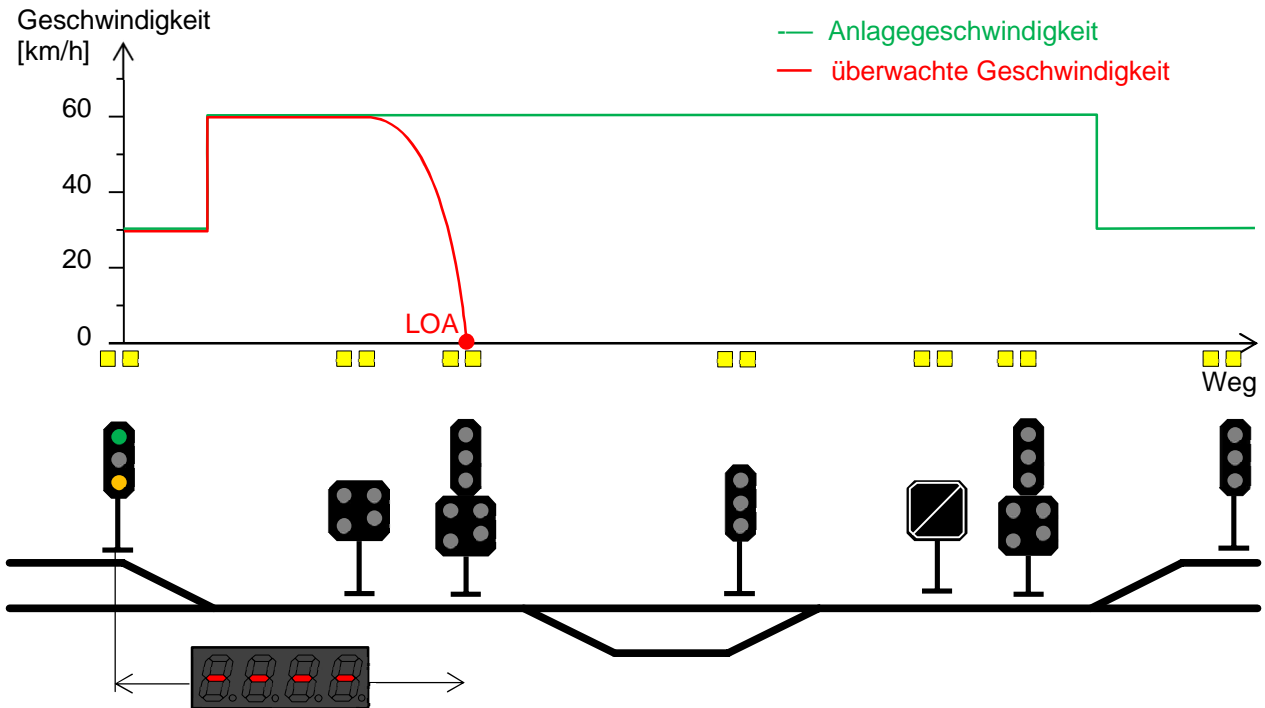 Geschwindigkeit
[km/h]
Anlagegeschwindigkeit
überwachte Geschwindigkeit
60
40
20
LOA
0
Weg
- - - -